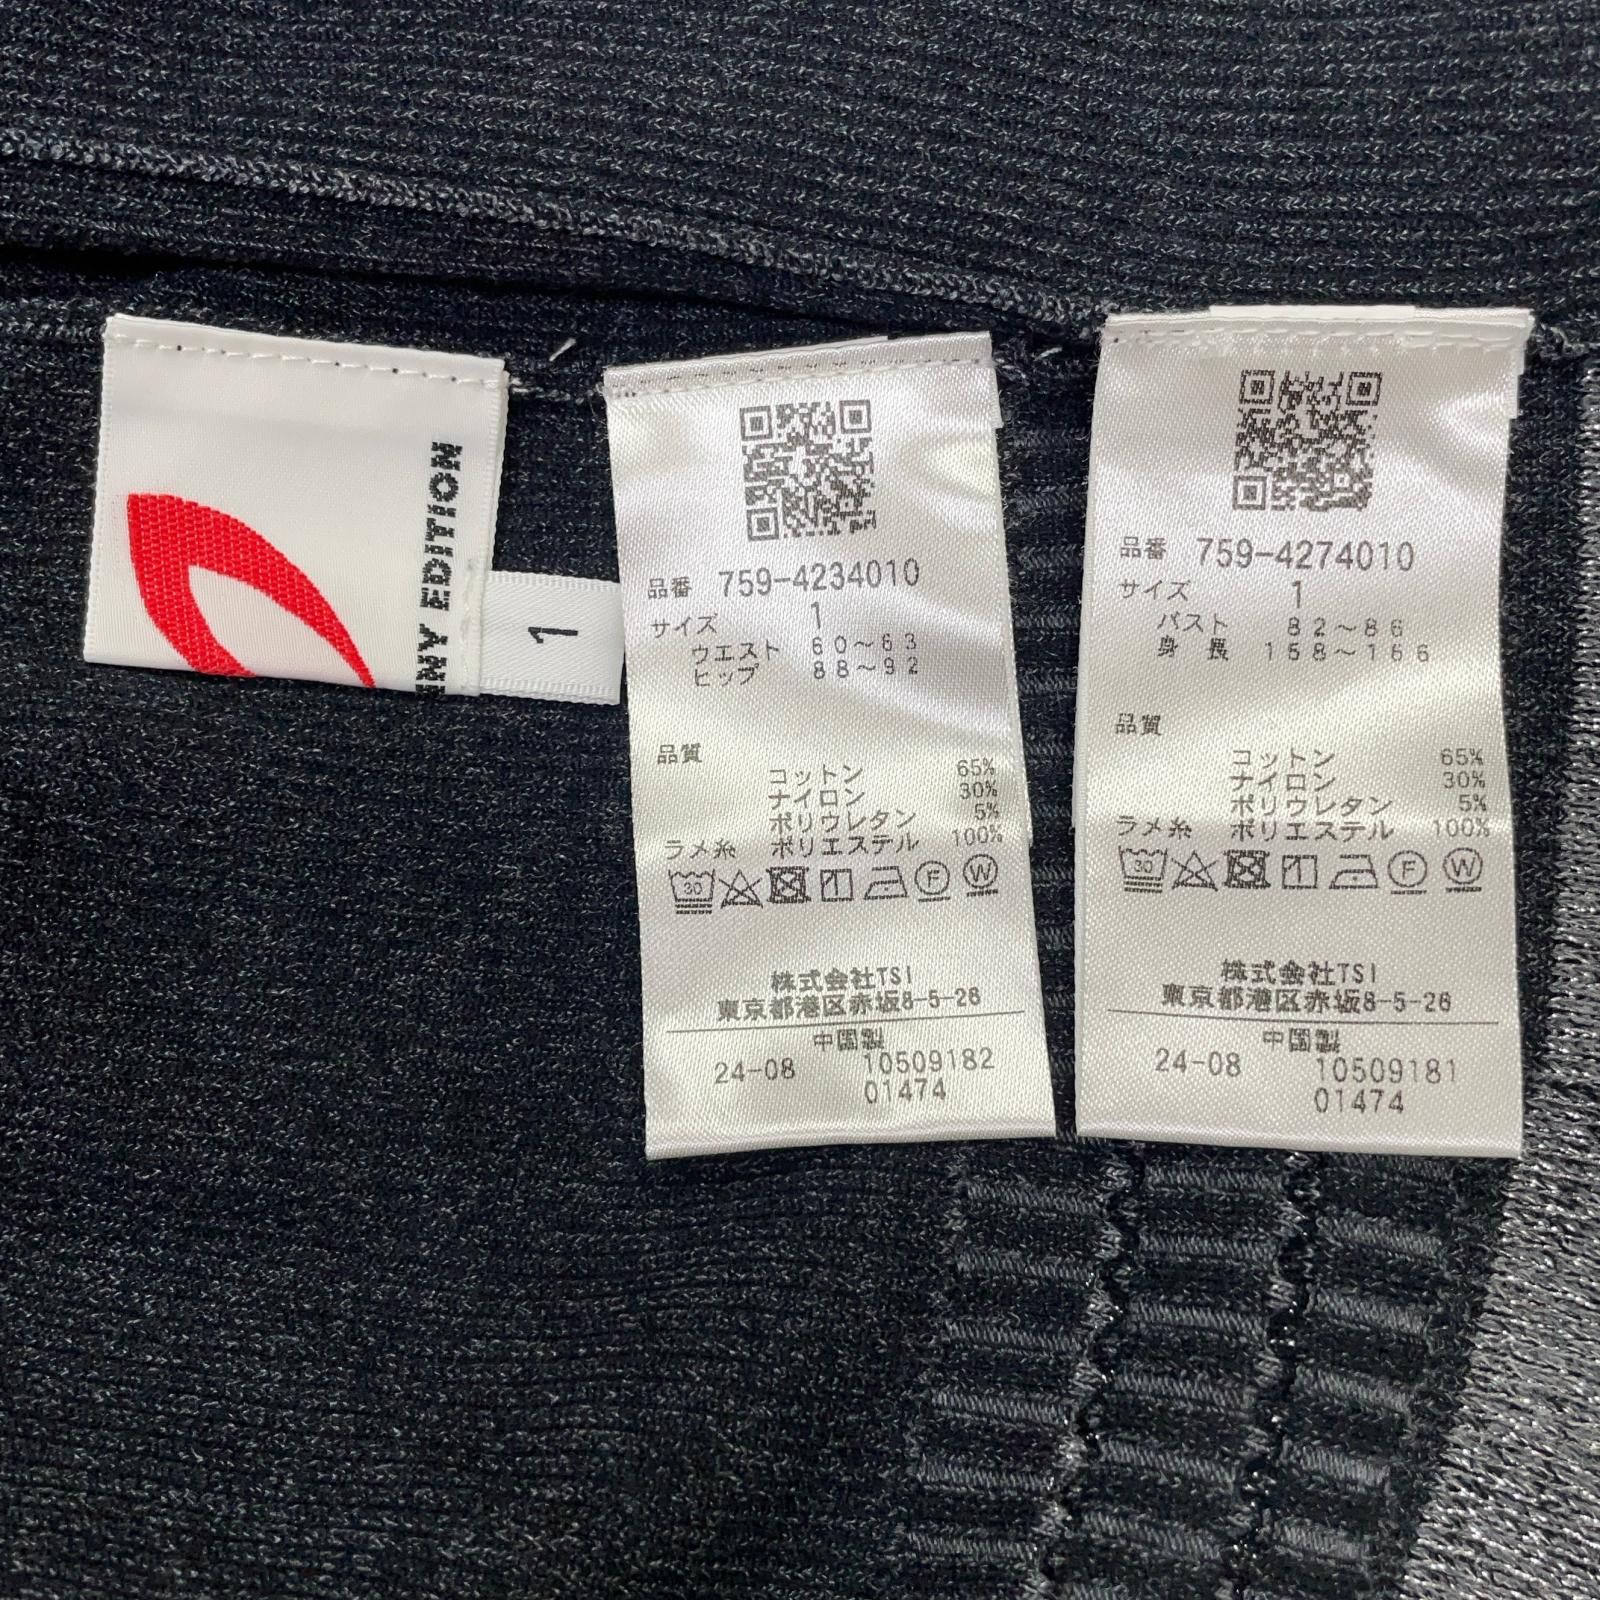 NNY EDITION
1
品番 759-4234010
サイズ 1
ウエスト 60~63
ヒップ 88~92
品質
コットン 65%
ナイロン 30%
ポリウレタン 5%
ラメ糸 ポリエステル 100%
30 F W
株式会社TSI
東京都港区赤坂8-5-26
中国製
24-08 10509182
01474
品番 759-4274010
サイズ 1
バスト 82~86
身長 158~166
品質
コットン 65%
ナイロン 30%
ポリウレタン 5%
ラメ糸 ポリエステル 100%
30 F W
株式会社TSI
東京都港区赤坂8-5-26
中国製
24-08 10509181
01474